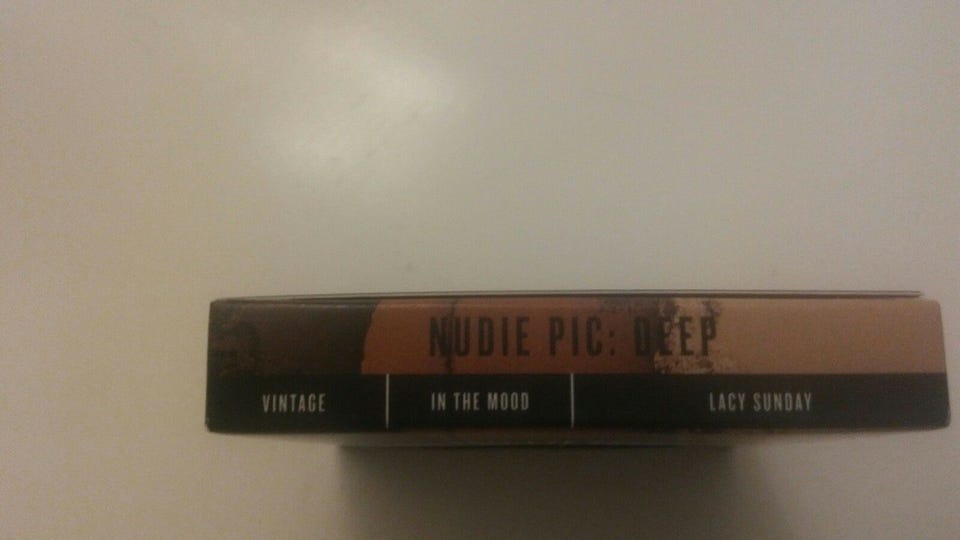 NUDIE PIC: DEEP
VINTAGE
IN THE MOOD
LACY SUNDAY